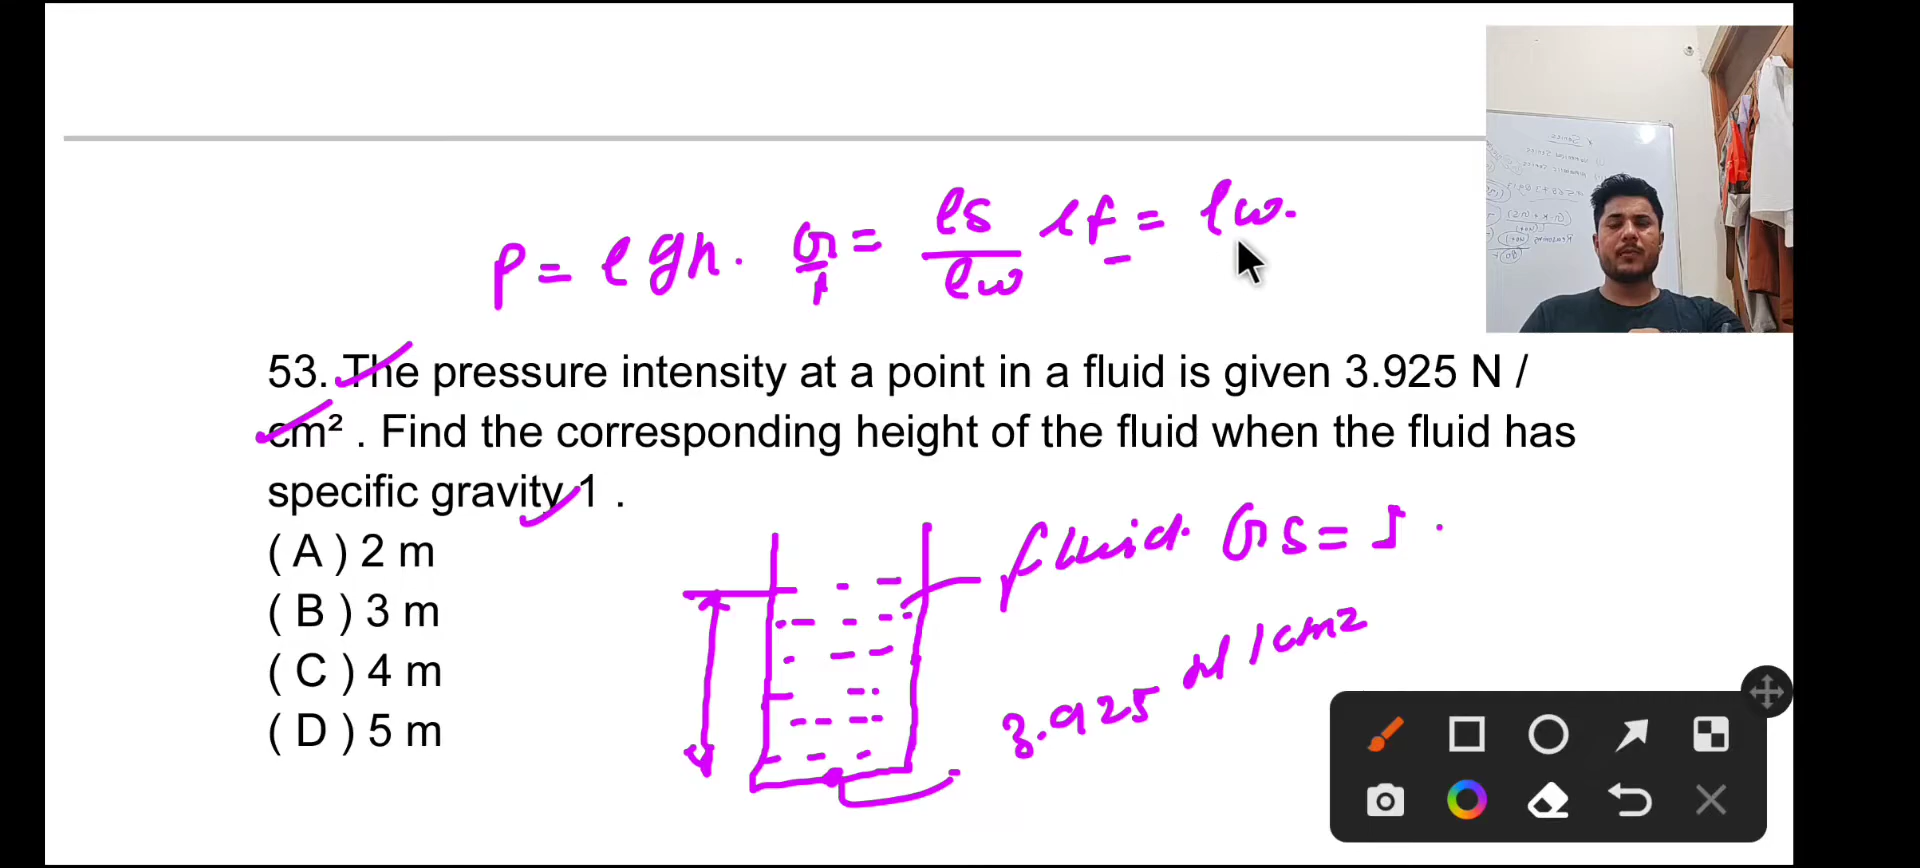 P = ρgh. G = ρs / ρw ρf = ρw.
53. The pressure intensity at a point in a fluid is given 3.925 N /
cm² . Find the corresponding height of the fluid when the fluid has
specific gravity 1 .
( A ) 2 m
( B ) 3 m
( C ) 4 m
( D ) 5 m
fluid. Gs = 1.
3.925 N/cm2